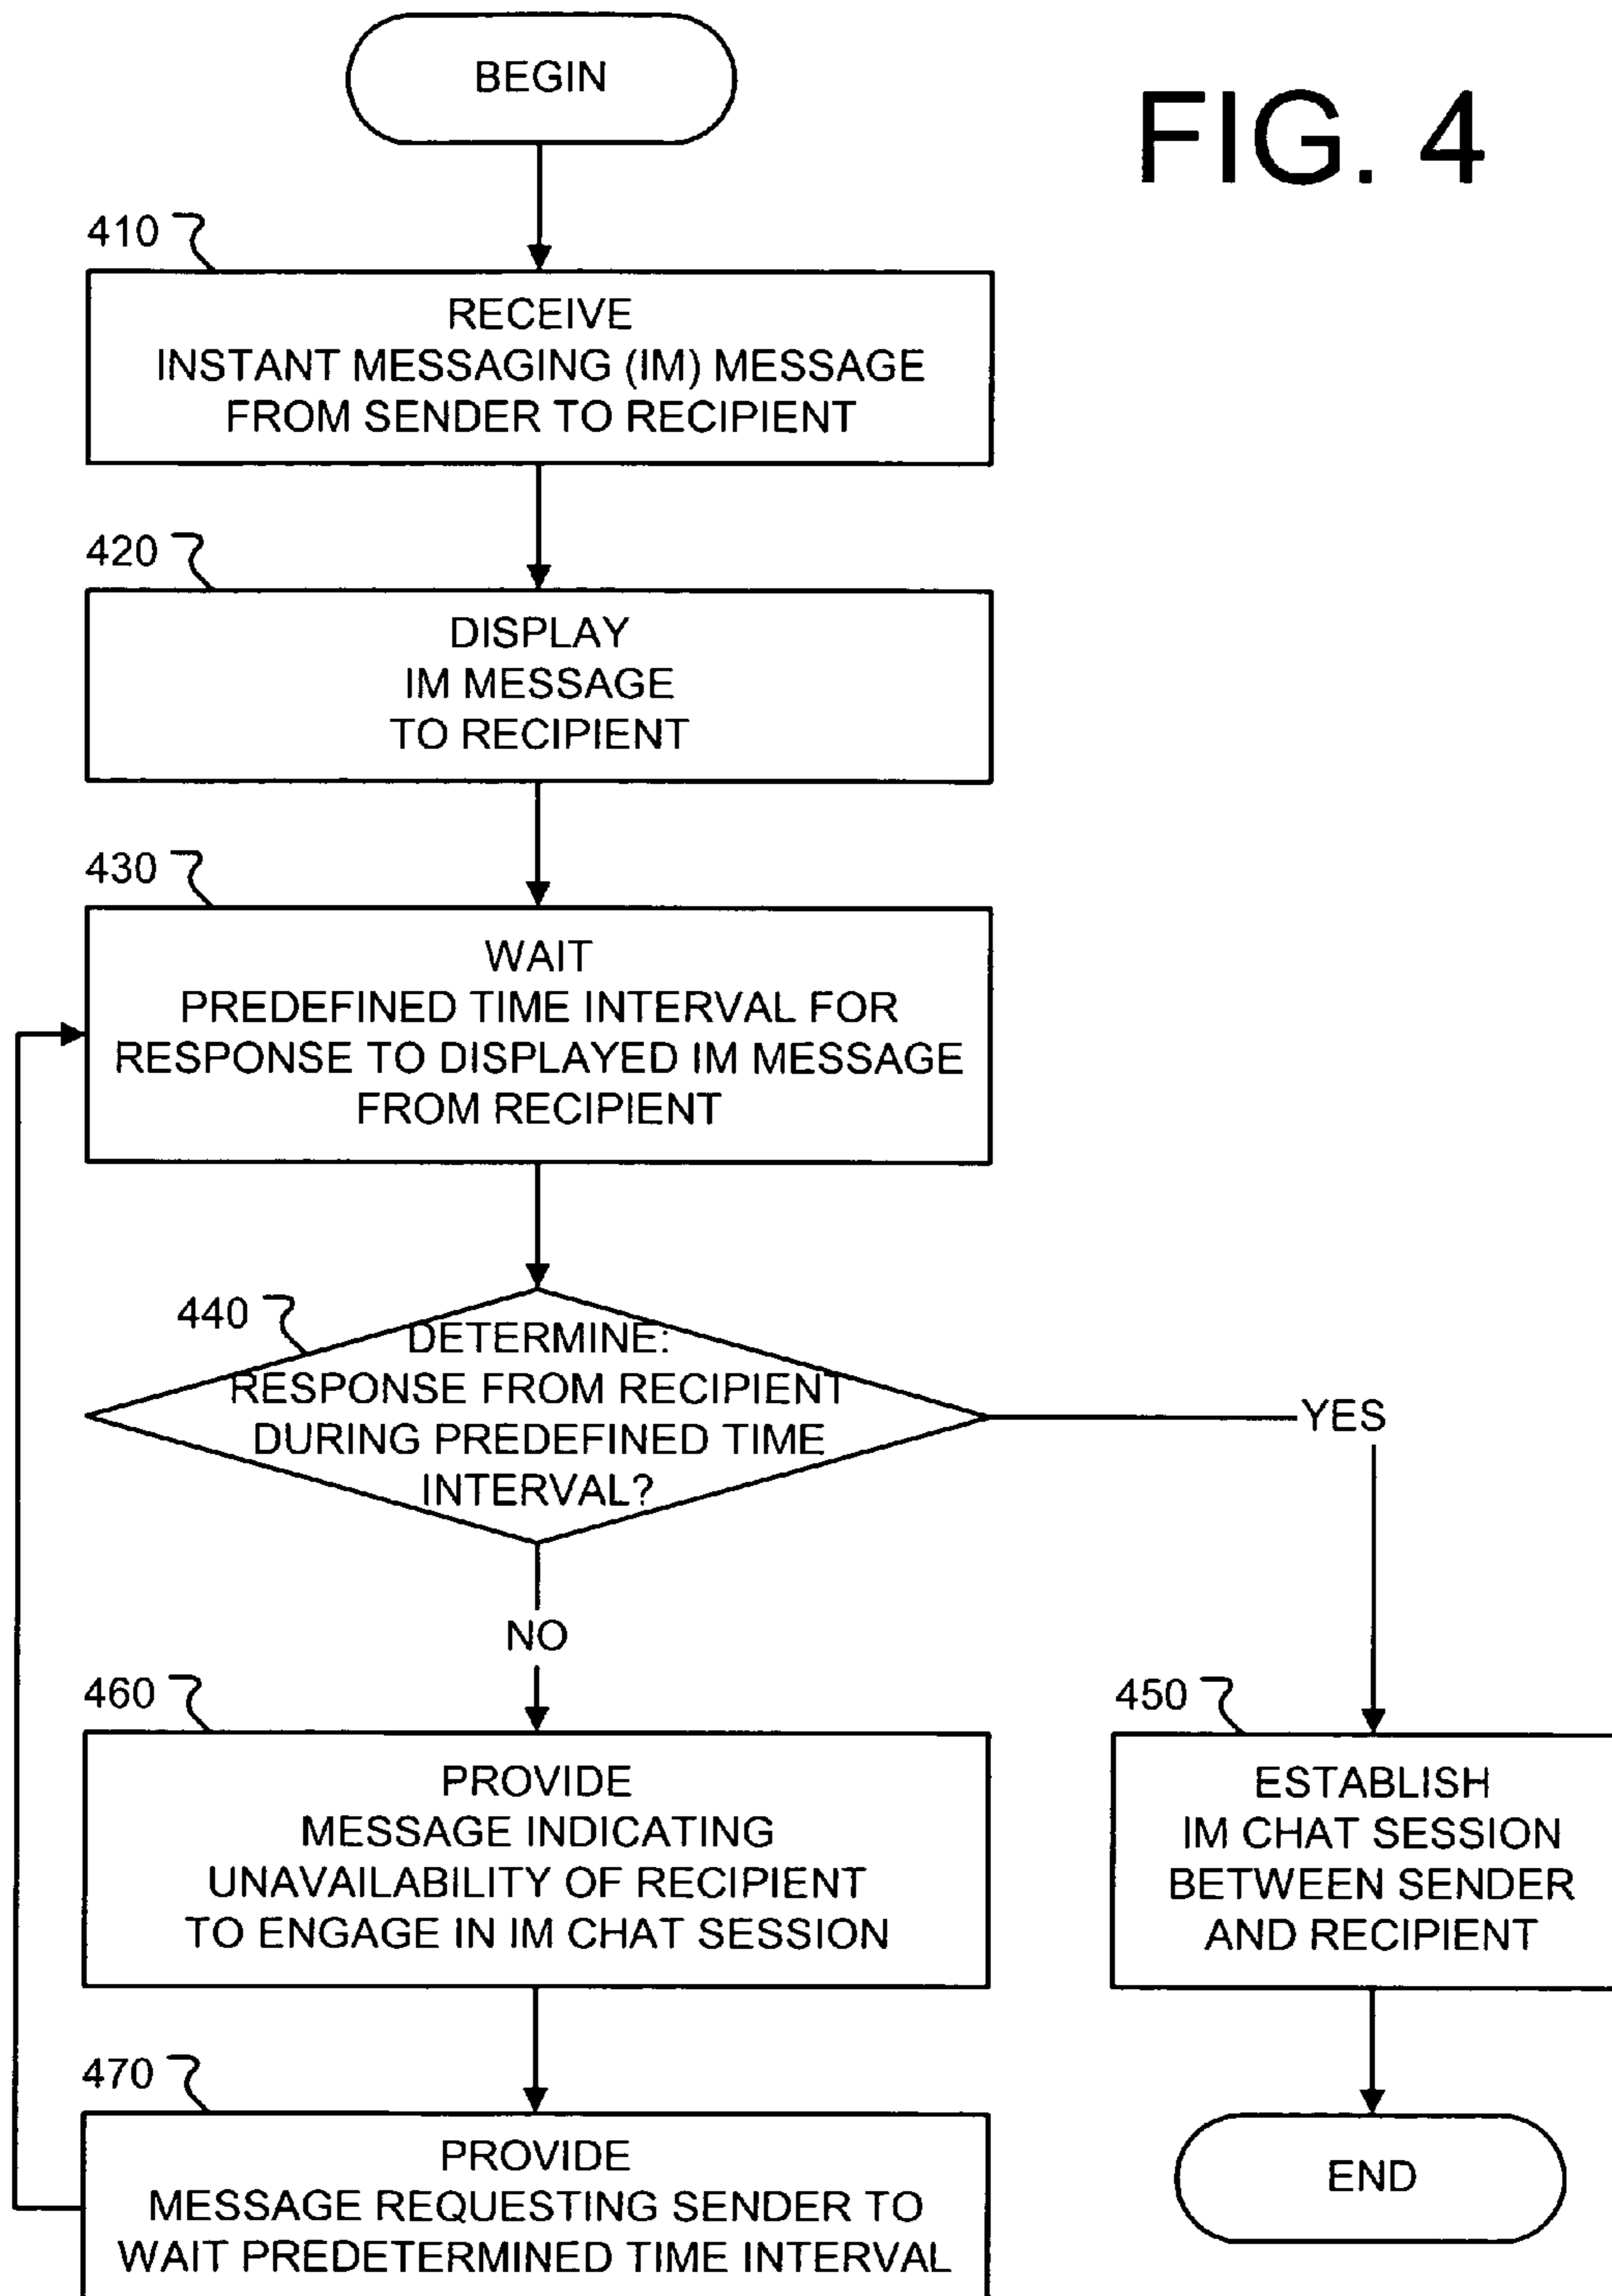 BEGIN
FIG. 4
410
RECEIVE
INSTANT MESSAGING (IM) MESSAGE
FROM SENDER TO RECIPIENT
420
DISPLAY
IM MESSAGE
TO RECIPIENT
430
WAIT
PREDEFINED TIME INTERVAL FOR
RESPONSE TO DISPLAYED IM MESSAGE
FROM RECIPIENT
440
DETERMINE:
RESPONSE FROM RECIPIENT
DURING PREDEFINED TIME
INTERVAL?
YES
NO
460
PROVIDE
MESSAGE INDICATING
UNAVAILABILITY OF RECIPIENT
TO ENGAGE IN IM CHAT SESSION
450
ESTABLISH
IM CHAT SESSION
BETWEEN SENDER
AND RECIPIENT
470
PROVIDE
MESSAGE REQUESTING SENDER TO
WAIT PREDETERMINED TIME INTERVAL
END